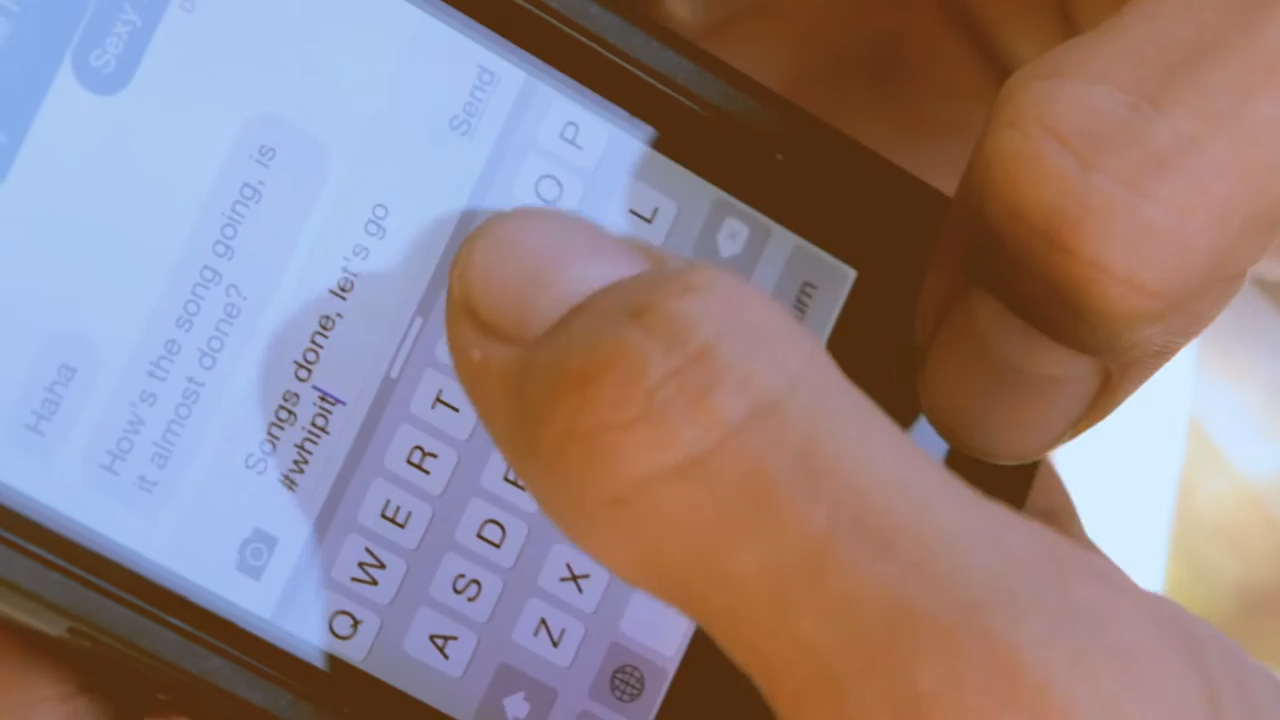 Sexy
Haha
How's the song going, is
it almost done?
Songs done, let's go
#whipit
Send
Q W E R T O P
A S D F L
Z X